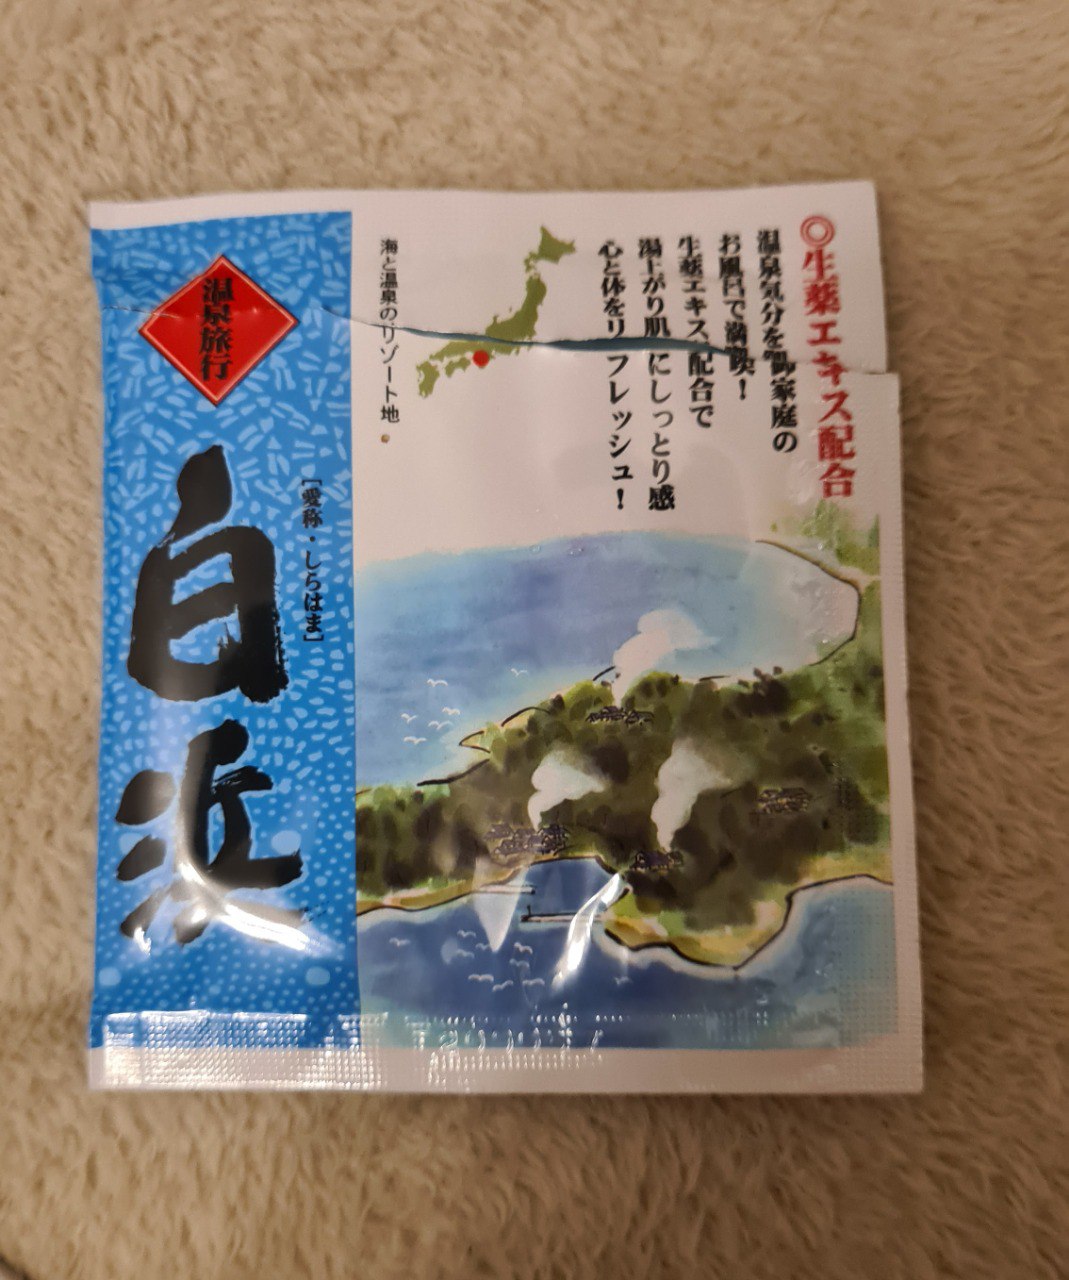 ◎生薬エキス配合
温泉気分を御家庭の
お風呂で満喫！
生薬エキス配合で
湯上がり肌にしっとり感
心と体をリフレッシュ！
海と温泉のリゾート地。
温泉旅行
［愛称・しらはま］
白浜